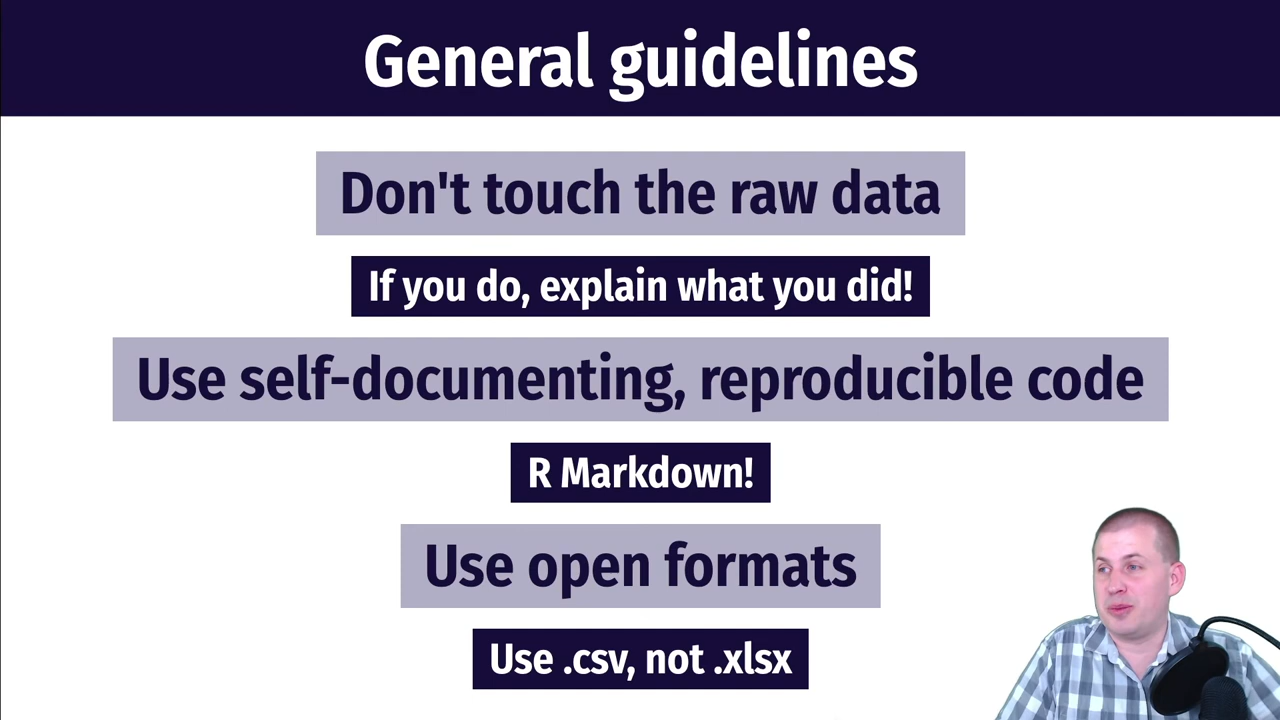 General guidelines
Don't touch the raw data
If you do, explain what you did!
Use self-documenting, reproducible code
R Markdown!
Use open formats
Use .csv, not .xlsx